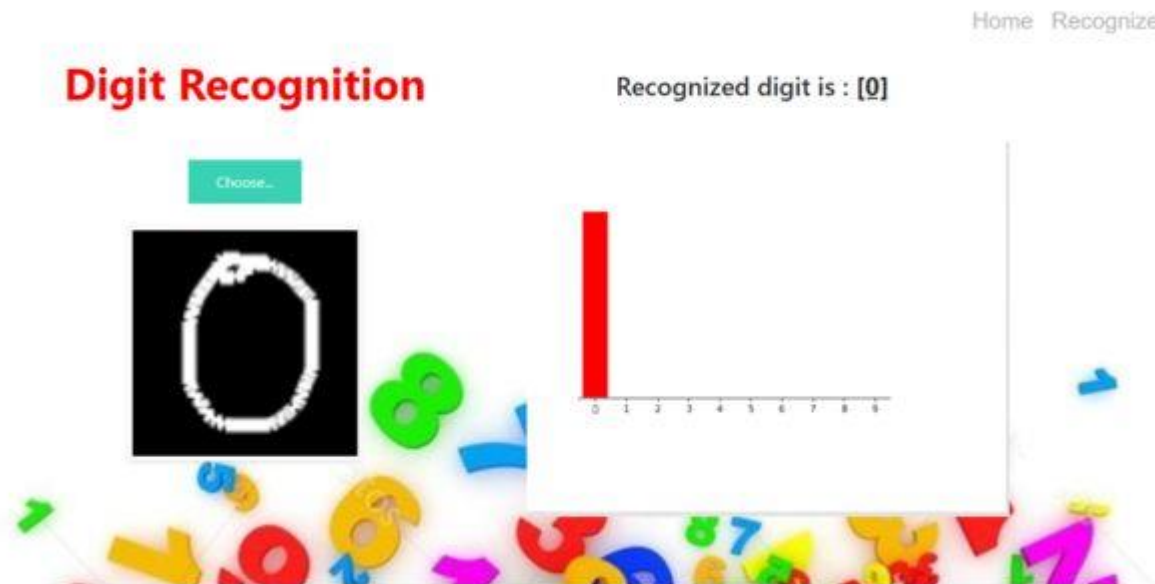 Home Recognize
Digit Recognition
Recognized digit is : [0]
Choose...
0
0 1 2 3 4 5 6 7 8 9